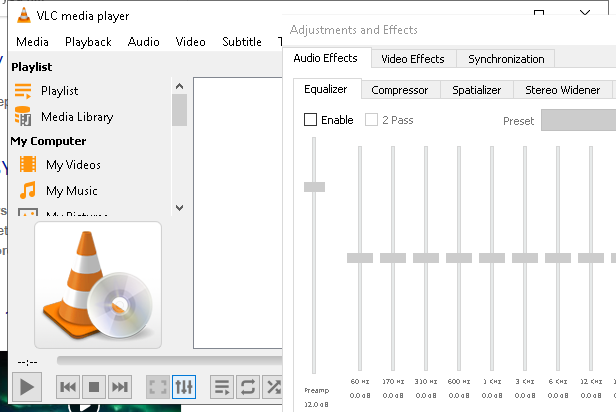 VLC media player
Media Playback Audio Video Subtitle
Playlist
Playlist
Media Library
My Computer
My Videos
My Music
My Pictures
--:--
Adjustments and Effects
Audio Effects Video Effects Synchronization
Equalizer Compressor Spatializer Stereo Widener
Enable 2 Pass Preset
60 Hz 170 Hz 310 Hz 600 Hz 1 KHz 3 KHz 6 KHz 12 KHz
Preamp 0.0 dB 0.0 dB 0.0 dB 0.0 dB 0.0 dB 0.0 dB 0.0 dB 0.0 dB
12.0 dB